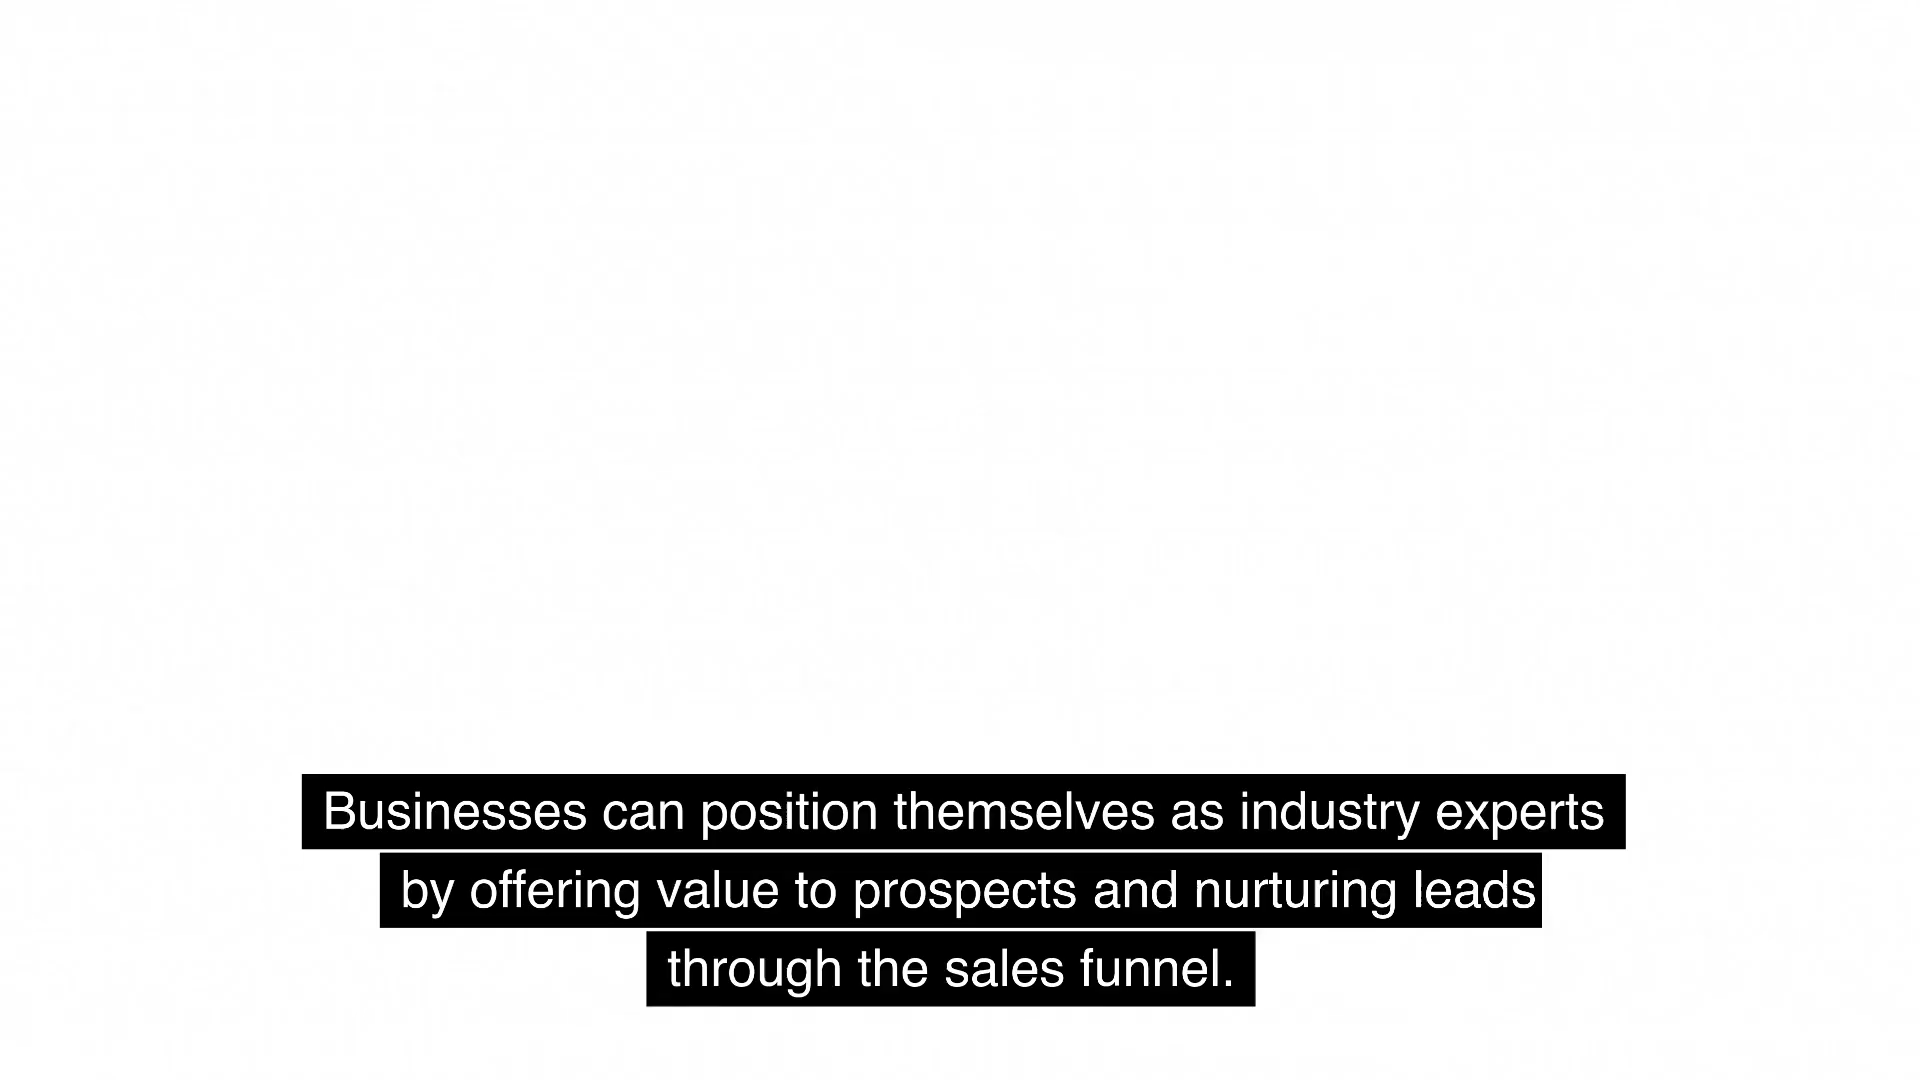 Businesses can position themselves as industry experts
by offering value to prospects and nurturing leads
through the sales funnel.